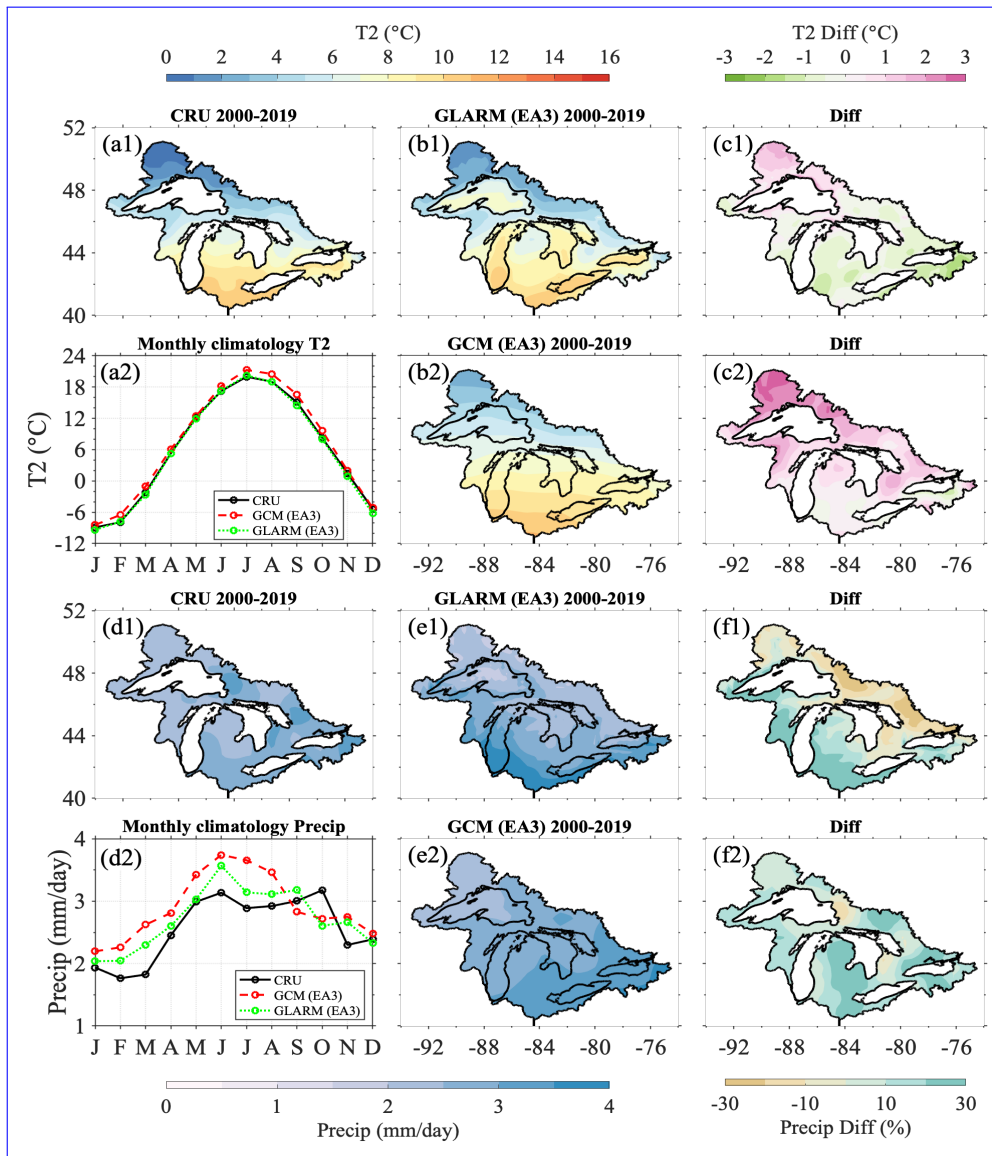 T2 (°C)
T2 Diff (°C)
0 2 4 6 8 10 12 14 16
-3 -2 -1 0 1 2 3
CRU 2000-2019
GLARM (EA3) 2000-2019
Diff
52
48
44
40
(a1)
(b1)
(c1)
Monthly climatology T2
GCM (EA3) 2000-2019
Diff
T2 (°C)
24
18
12
6
0
-6
-12
(a2)
(b2)
(c2)
CRU
GCM (EA3)
GLARM (EA3)
J F M A M J J A S O N D
-92 -88 -84 -80 -76
-92 -88 -84 -80 -76
CRU 2000-2019
GLARM (EA3) 2000-2019
Diff
52
48
44
40
(d1)
(e1)
(f1)
Monthly climatology Precip
GCM (EA3) 2000-2019
Diff
Precip (mm/day)
4
3
2
1
(d2)
(e2)
(f2)
CRU
GCM (EA3)
GLARM (EA3)
J F M A M J J A S O N D
-92 -88 -84 -80 -76
-92 -88 -84 -80 -76
0 1 2 3 4
Precip (mm/day)
-30 -10 10 30
Precip Diff (%)